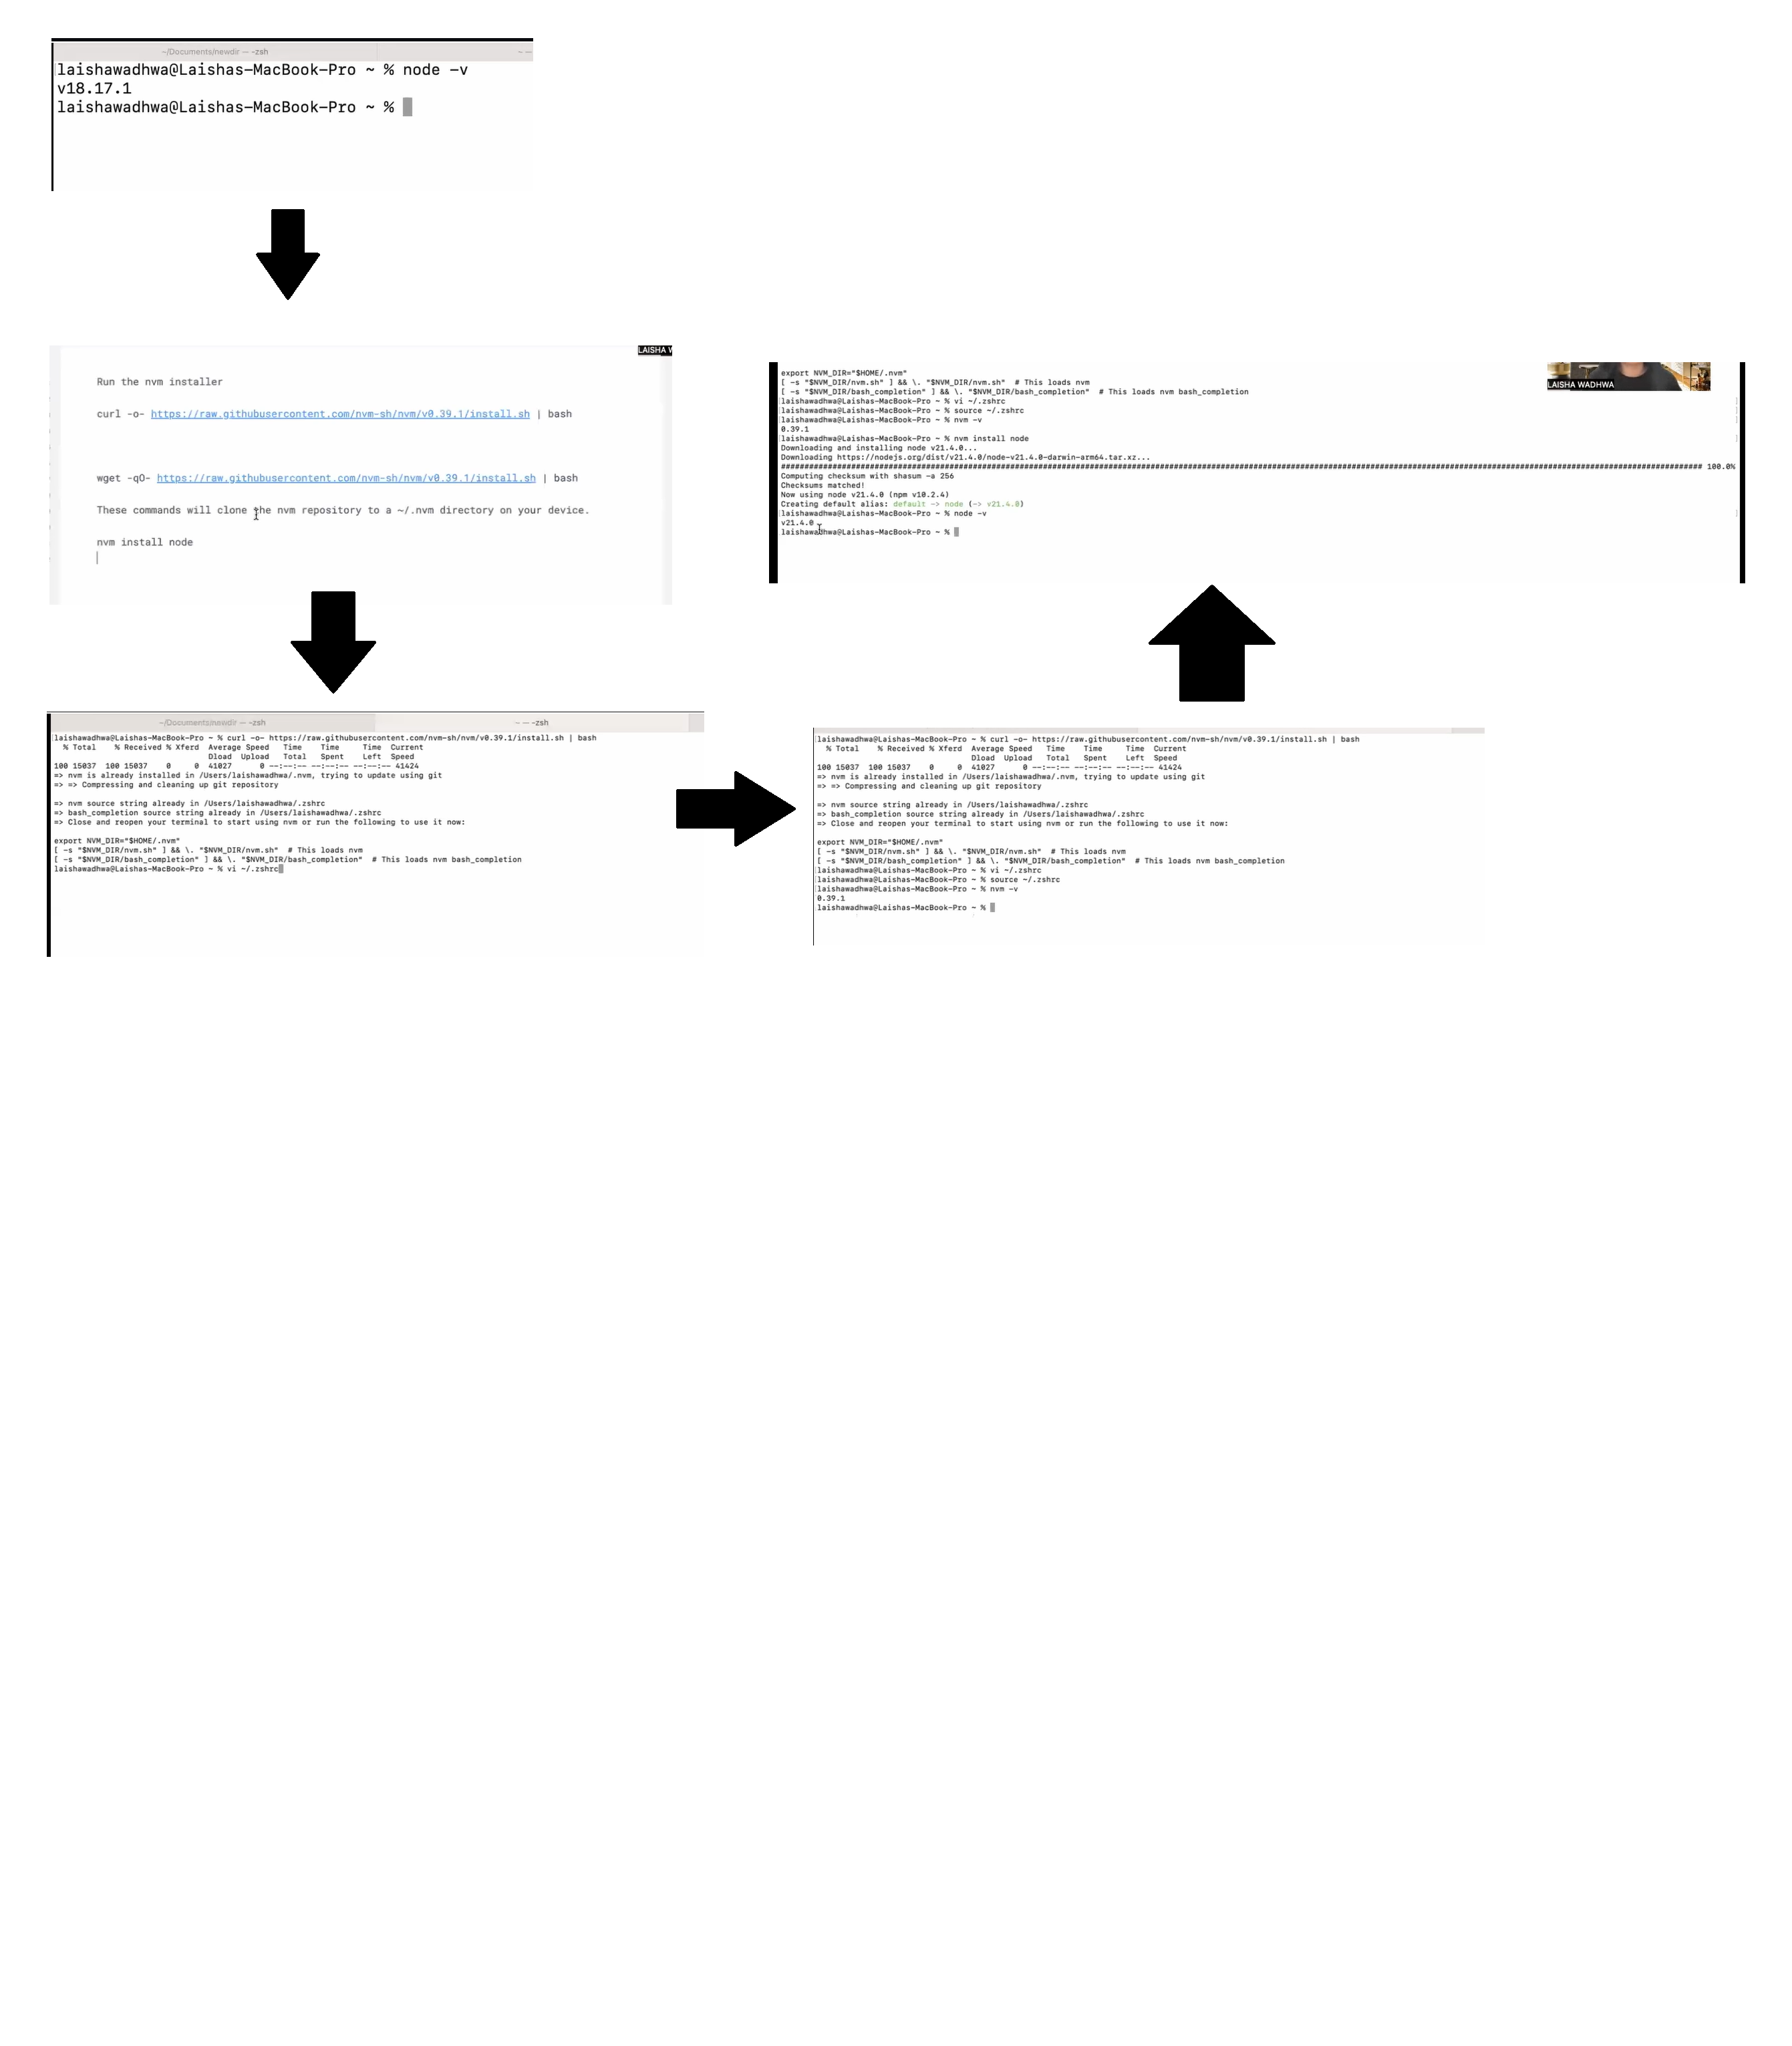 ~/Documents/newdir — -zsh
~ —
laishawadhwa@Laishas-MacBook-Pro ~ % node -v
v18.17.1
laishawadhwa@Laishas-MacBook-Pro ~ %
LAISHA W
Run the nvm installer
curl -o- https://raw.githubusercontent.com/nvm-sh/nvm/v0.39.1/install.sh | bash
wget -qO- https://raw.githubusercontent.com/nvm-sh/nvm/v0.39.1/install.sh | bash
These commands will clone the nvm repository to a ~/.nvm directory on your device.
nvm install node
~/Documents/newdir — -zsh
~ — -zsh
laishawadhwa@Laishas-MacBook-Pro ~ % curl -o- https://raw.githubusercontent.com/nvm-sh/nvm/v0.39.1/install.sh | bash
% Total % Received % Xferd Average Speed Time Time Time Current
Dload Upload Total Spent Left Speed
100 15037 100 15037 0 0 41027 0 --:--:-- --:--:-- --:--:-- 41424
=> nvm is already installed in /Users/laishawadhwa/.nvm, trying to update using git
=> => Compressing and cleaning up git repository
=> nvm source string already in /Users/laishawadhwa/.zshrc
=> bash_completion source string already in /Users/laishawadhwa/.zshrc
=> Close and reopen your terminal to start using nvm or run the following to use it now:
export NVM_DIR="$HOME/.nvm"
[ -s "$NVM_DIR/nvm.sh" ] && \. "$NVM_DIR/nvm.sh" # This loads nvm
[ -s "$NVM_DIR/bash_completion" ] && \. "$NVM_DIR/bash_completion" # This loads nvm bash_completion
laishawadhwa@Laishas-MacBook-Pro ~ % vi ~/.zshrc
laishawadhwa@Laishas-MacBook-Pro ~ % curl -o- https://raw.githubusercontent.com/nvm-sh/nvm/v0.39.1/install.sh | bash
% Total % Received % Xferd Average Speed Time Time Time Current
Dload Upload Total Spent Left Speed
100 15037 100 15037 0 0 41027 0 --:--:-- --:--:-- --:--:-- 41424
=> nvm is already installed in /Users/laishawadhwa/.nvm, trying to update using git
=> => Compressing and cleaning up git repository
=> nvm source string already in /Users/laishawadhwa/.zshrc
=> bash_completion source string already in /Users/laishawadhwa/.zshrc
=> Close and reopen your terminal to start using nvm or run the following to use it now:
export NVM_DIR="$HOME/.nvm"
[ -s "$NVM_DIR/nvm.sh" ] && \. "$NVM_DIR/nvm.sh" # This loads nvm
[ -s "$NVM_DIR/bash_completion" ] && \. "$NVM_DIR/bash_completion" # This loads nvm bash_completion
laishawadhwa@Laishas-MacBook-Pro ~ % vi ~/.zshrc
laishawadhwa@Laishas-MacBook-Pro ~ % source ~/.zshrc
laishawadhwa@Laishas-MacBook-Pro ~ % nvm -v
0.39.1
laishawadhwa@Laishas-MacBook-Pro ~ %
export NVM_DIR="$HOME/.nvm"
[ -s "$NVM_DIR/nvm.sh" ] && \. "$NVM_DIR/nvm.sh" # This loads nvm
[ -s "$NVM_DIR/bash_completion" ] && \. "$NVM_DIR/bash_completion" # This loads nvm bash_completion
LAISHA WADHWA
laishawadhwa@Laishas-MacBook-Pro ~ % vi ~/.zshrc
laishawadhwa@Laishas-MacBook-Pro ~ % source ~/.zshrc
laishawadhwa@Laishas-MacBook-Pro ~ % nvm -v
0.39.1
laishawadhwa@Laishas-MacBook-Pro ~ % nvm install node
Downloading and installing node v21.4.0...
Downloading https://nodejs.org/dist/v21.4.0/node-v21.4.0-darwin-arm64.tar.xz...
100.0%
Computing checksum with shasum -a 256
Checksums matched!
Now using node v21.4.0 (npm v10.2.4)
Creating default alias: default -> node (-> v21.4.0)
laishawadhwa@Laishas-MacBook-Pro ~ % node -v
v21.4.0
laishawadhwa@Laishas-MacBook-Pro ~ %